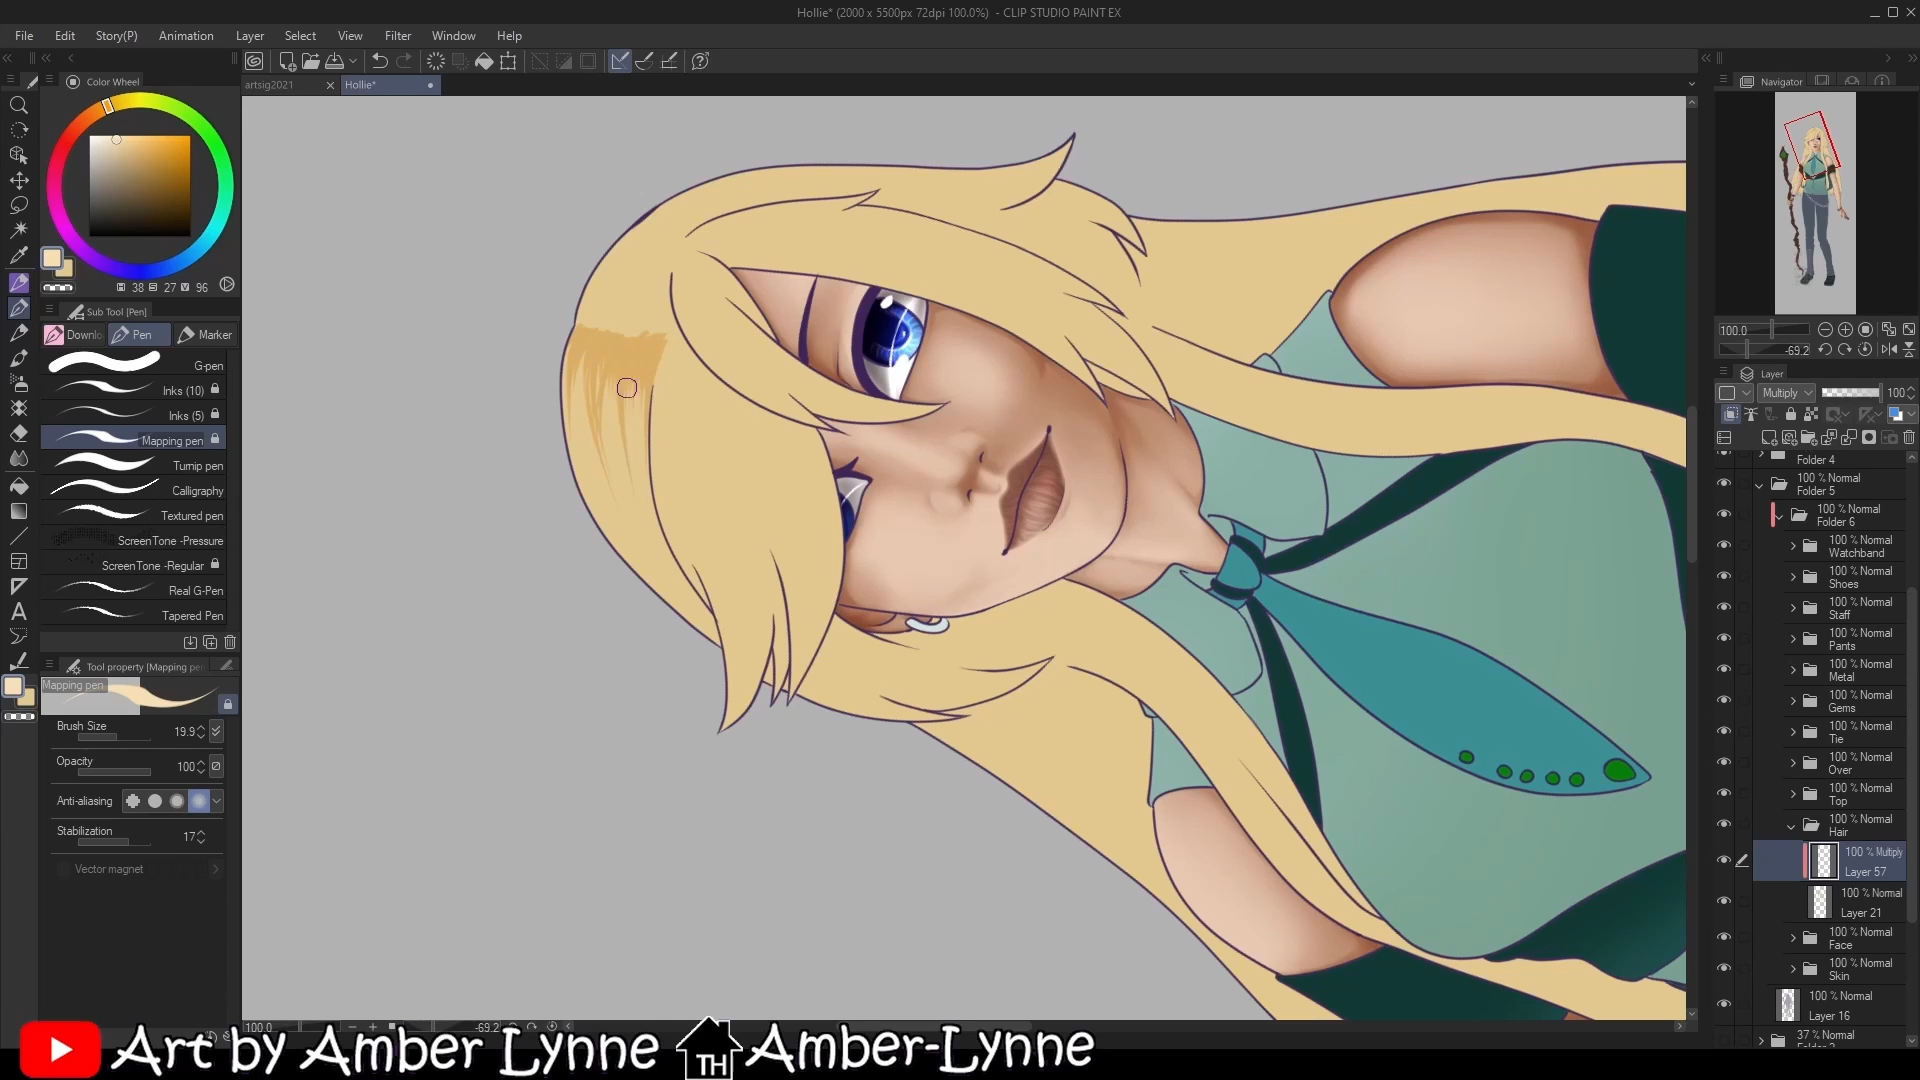 Hollie* (2000 x 5500px 72dpi 100.0%) - CLIP STUDIO PAINT EX
File Edit Story(P) Animation Layer Select View Filter Window Help
artsig2021 Hollie*
Color Wheel
38 27 96
Sub Tool [Pen]
Downlo Pen Marker
G-pen
Inks (10)
Inks (5)
Mapping pen
Turnip pen
Calligraphy
Textured pen
ScreenTone -Pressure
ScreenTone -Regular
Real G-Pen
Tapered Pen
Tool property [Mapping pe
Mapping pen
Brush Size 19.9
Opacity 100
Anti-aliasing
Stabilization 17
Vector magnet
Navigator
100.0
-69.2
Layer
Multiply 100
Folder 4
100 % Normal
Folder 5
100 % Normal
Folder 6
100 % Normal
Watchband
100 % Normal
Shoes
100 % Normal
Staff
100 % Normal
Pants
100 % Normal
Metal
100 % Normal
Gems
100 % Normal
Tie
100 % Normal
Over
100 % Normal
Top
100 % Normal
Hair
100 % Multiply
Layer 57
100 % Normal
Layer 21
100 % Normal
Face
100 % Normal
Skin
100 % Normal
Layer 16
37 % Normal
100.0 -69.2
Art by Amber Lynne TH Amber-Lynne